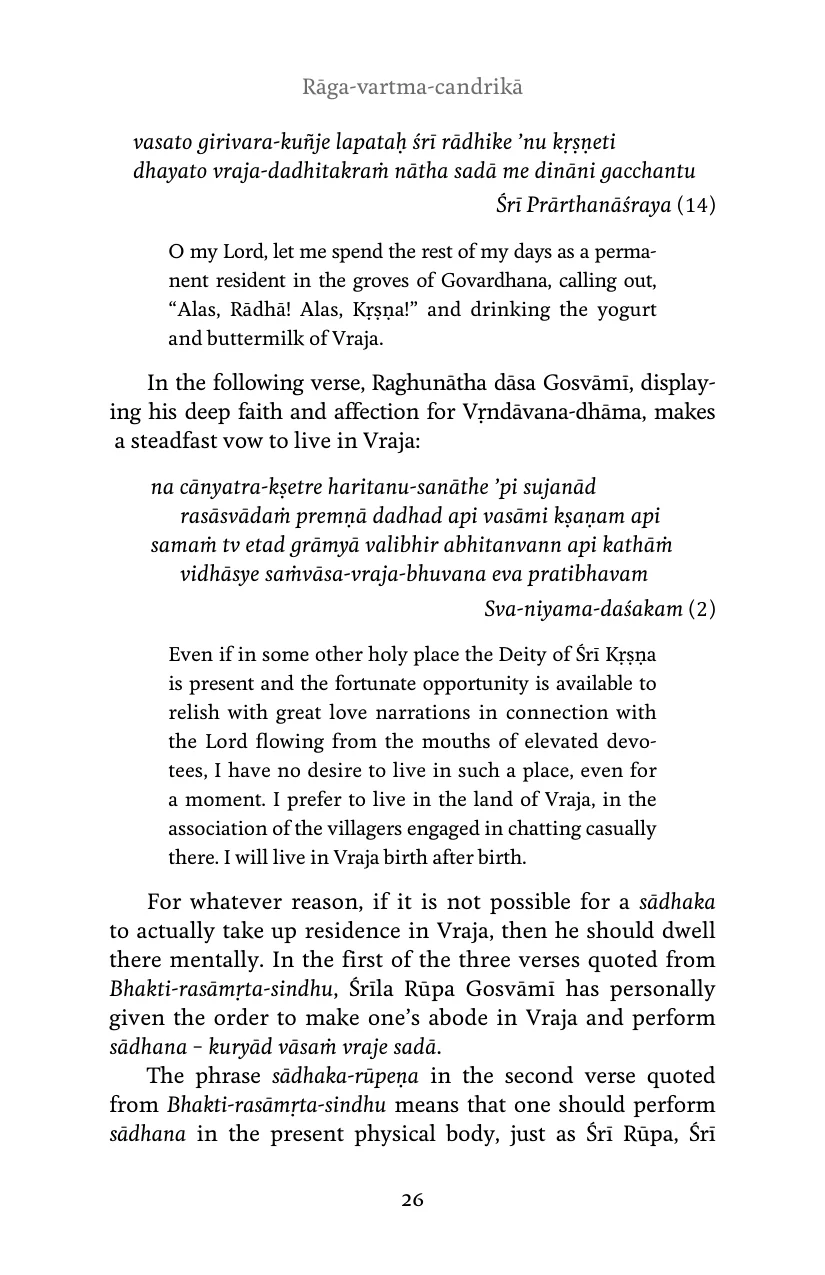 Rāga-vartma-candrikā
vasato girivara-kuñje lapataḥ śrī rādhike ’nu kṛṣṇeti
dhayato vraja-dadhitakraṁ nātha sadā me dināni gacchantu
Śrī Prārthanāśraya (14)
O my Lord, let me spend the rest of my days as a perma-
nent resident in the groves of Govardhana, calling out,
“Alas, Rādhā! Alas, Kṛṣṇa!” and drinking the yogurt
and buttermilk of Vraja.
In the following verse, Raghunātha dāsa Gosvāmī, display-
ing his deep faith and affection for Vṛndāvana-dhāma, makes
a steadfast vow to live in Vraja:
na cānyatra-kṣetre haritanu-sanāthe ’pi sujanād
rasāsvādaṁ premṇā dadhad api vasāmi kṣaṇam api
samaṁ tv etad grāmyā valibhir abhitanvann api kathāṁ
vidhāsye saṁvāsa-vraja-bhuvana eva pratibhavam
Sva-niyama-daśakam (2)
Even if in some other holy place the Deity of Śrī Kṛṣṇa
is present and the fortunate opportunity is available to
relish with great love narrations in connection with
the Lord flowing from the mouths of elevated devo-
tees, I have no desire to live in such a place, even for
a moment. I prefer to live in the land of Vraja, in the
association of the villagers engaged in chatting casually
there. I will live in Vraja birth after birth.
For whatever reason, if it is not possible for a sādhaka
to actually take up residence in Vraja, then he should dwell
there mentally. In the first of the three verses quoted from
Bhakti-rasāmṛta-sindhu, Śrīla Rūpa Gosvāmī has personally
given the order to make one’s abode in Vraja and perform
sādhana – kuryād vāsaṁ vraje sadā.
The phrase sādhaka-rūpeṇa in the second verse quoted
from Bhakti-rasāmṛta-sindhu means that one should perform
sādhana in the present physical body, just as Śrī Rūpa, Śrī
26